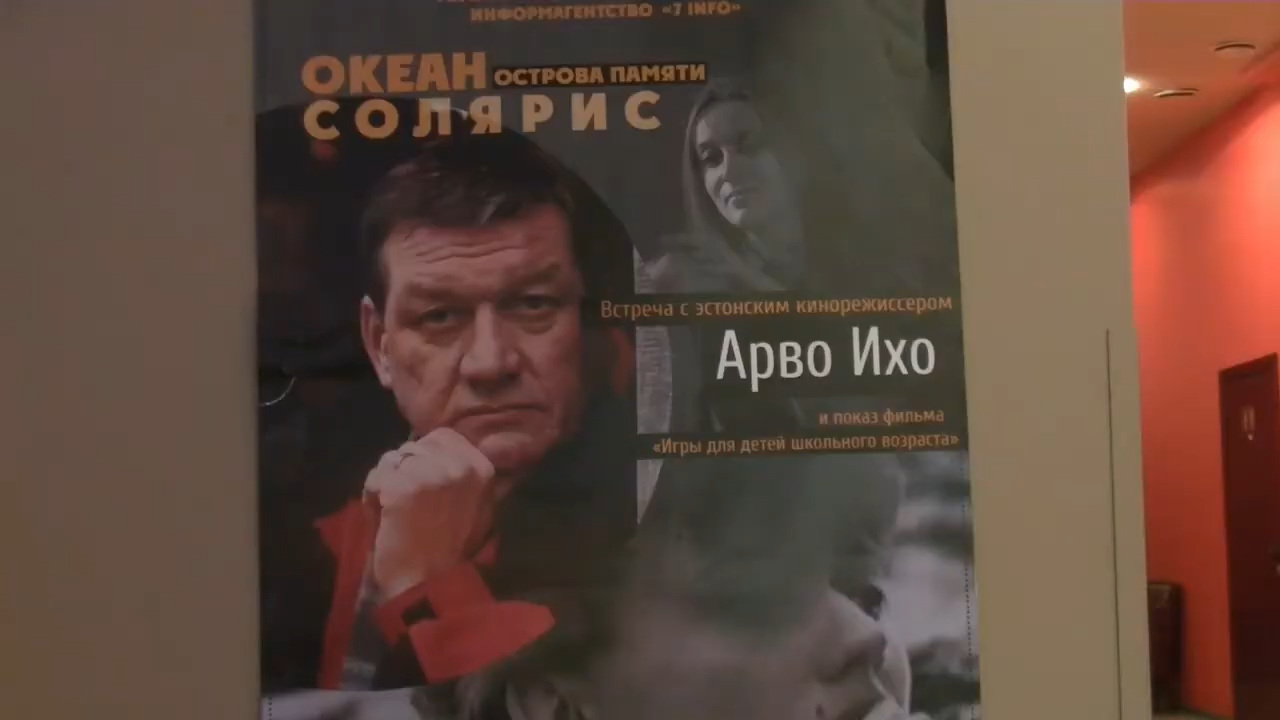 ИНФОРМАГЕНТСТВО «7 INFO»
ОКЕАН ОСТРОВА ПАМЯТИ
СОЛЯРИС
Встреча с эстонским кинорежиссером
Арво Ихо
и показ фильма
«Игры для детей школьного возраста»